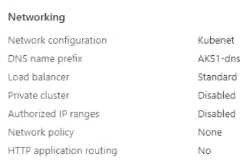 Networking
Network configuration Kubenet
DNS name prefix AKS1-dns
Load balancer Standard
Private cluster Disabled
Authorized IP ranges Disabled
Network policy None
HTTP application routing No